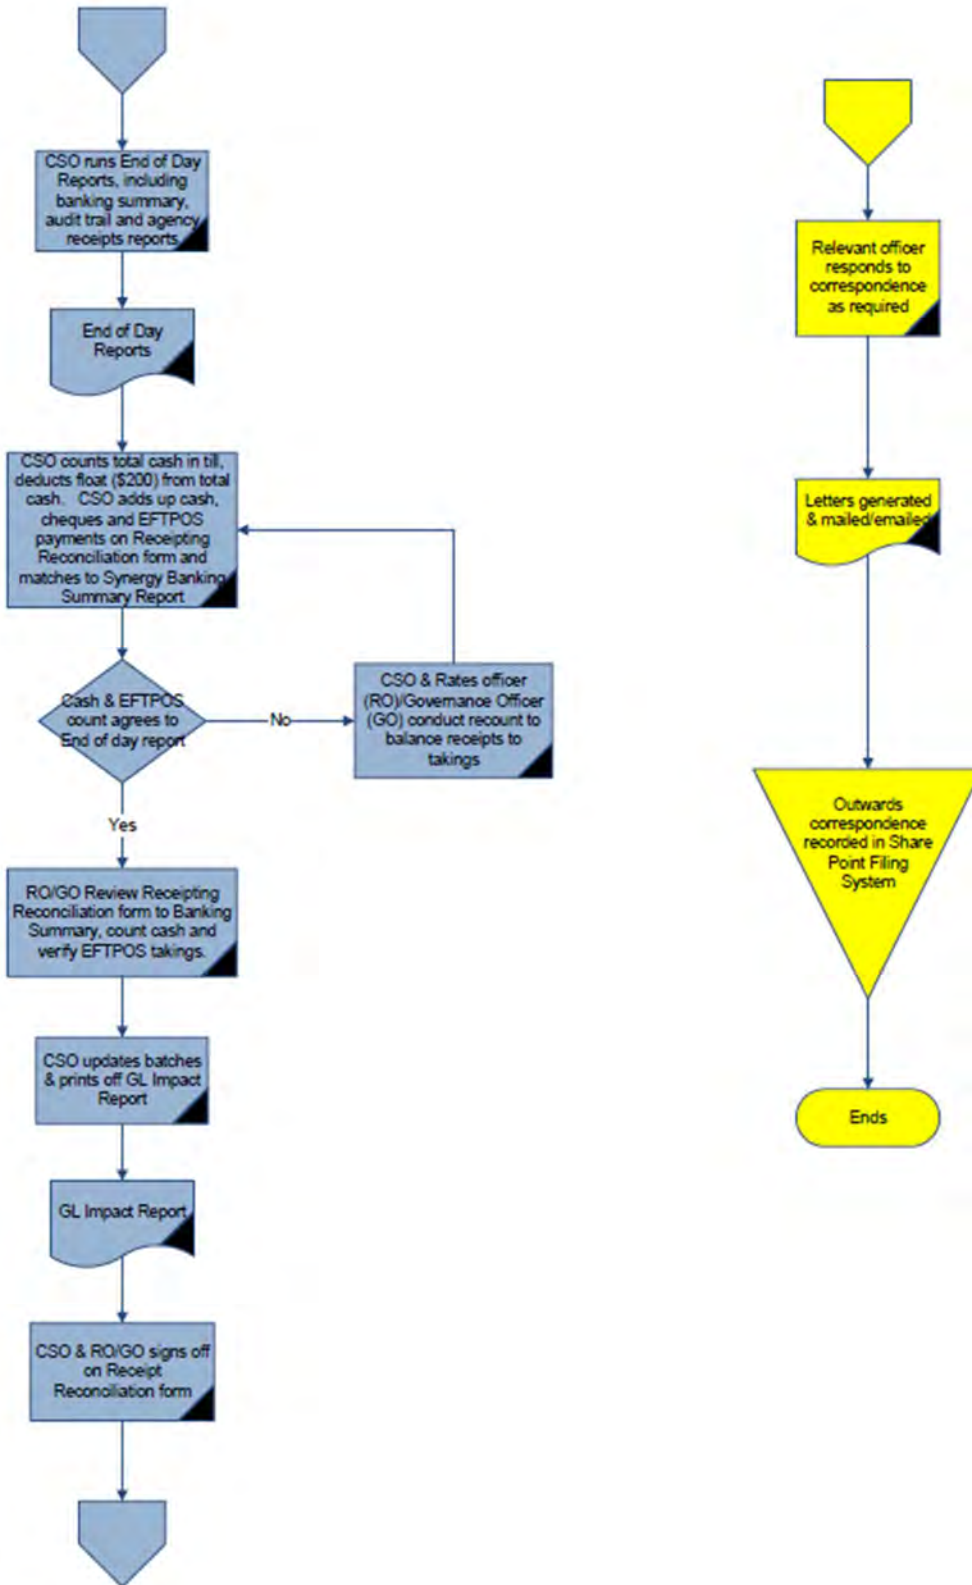 CSO runs End of Day
Reports, including
banking summary,
audit trail and agency
receipts reports
End of Day
Reports
CSO counts total cash in till,
deducts float ($200) from total
cash. CSO adds up cash,
cheques and EFTPOS
payments on Receipting
Reconciliation form and
matches to Synergy Banking
Summary Report
Cash & EFTPOS
count agrees to
End of day report
No
CSO & Rates officer
(RO)/Governance Officer
(GO) conduct recount to
balance receipts to
takings
Yes
RO/GO Review Receipting
Reconciliation form to Banking
Summary, count cash and
verify EFTPOS takings.
CSO updates batches
& prints off GL Impact
Report
GL Impact Report
CSO & RO/GO signs off
on Receipt
Reconciliation form
Relevant officer
responds to
correspondence
as required
Letters generated
& mailed/emailed
Outwards
correspondence
recorded in Share
Point Filing
System
Ends